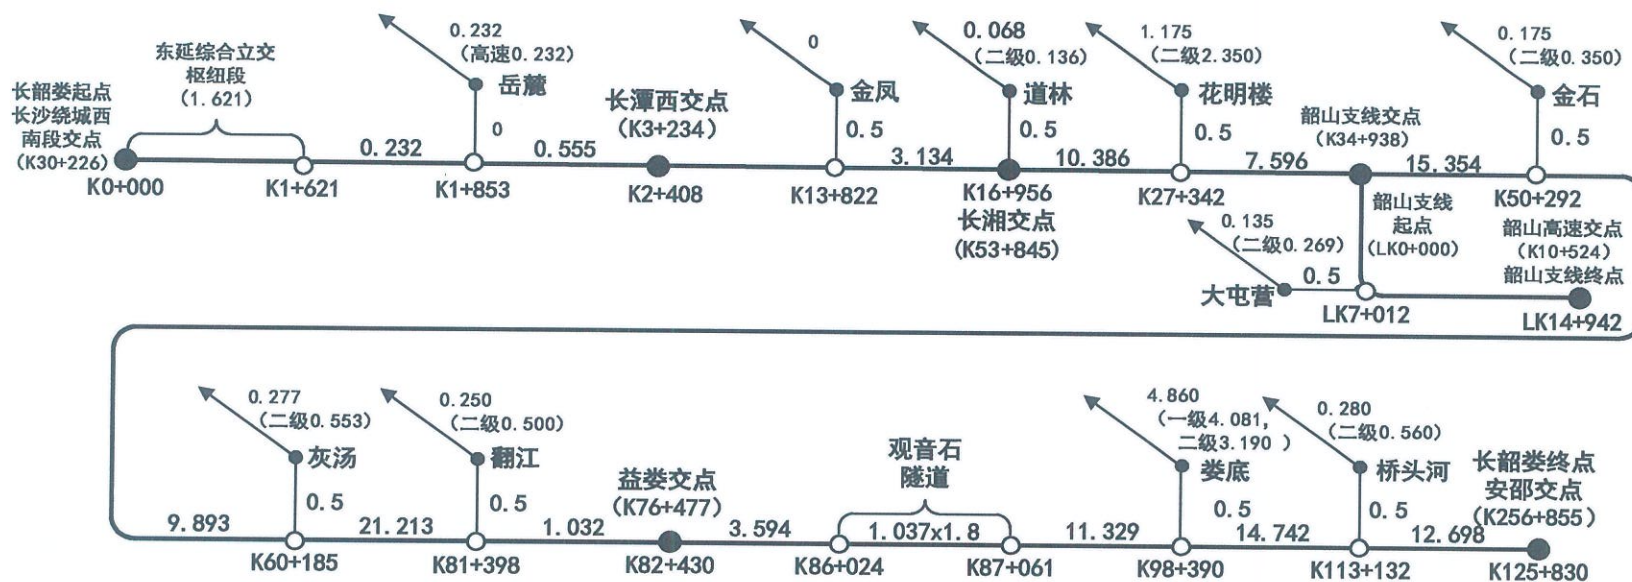 东延综合立交
枢纽段
(1.621)
长韶娄起点
长沙绕城西
南段交点
(K30+226)
K0+000
K1+621
0.232
0.232
(高速0.232)
岳麓
0
K1+853
0.555
长潭西交点
(K3+234)
K2+408
0
金凤
0.5
K13+822
3.134
0.068
(二级0.136)
道林
0.5
K16+956
长湘交点
(K53+845)
10.386
1.175
(二级2.350)
花明楼
0.5
K27+342
7.596
韶山支线交点
(K34+938)
15.354
0.175
(二级0.350)
金石
0.5
K50+292
韶山支线
起点
(LK0+000)
0.135
(二级0.269)
0.5
大屯营
LK7+012
韶山高速交点
(K10+524)
韶山支线终点
LK14+942
9.893
0.277
(二级0.553)
灰汤
0.5
K60+185
21.213
0.250
(二级0.500)
翻江
0.5
K81+398
1.032
益娄交点
(K76+477)
K82+430
3.594
观音石
隧道
1.037x1.8
K86+024
K87+061
11.329
4.860
(一级4.081,
二级3.190 )
娄底
0.5
K98+390
14.742
0.280
(二级0.560)
桥头河
0.5
K113+132
12.698
长韶娄终点
安邵交点
(K256+855)
K125+830